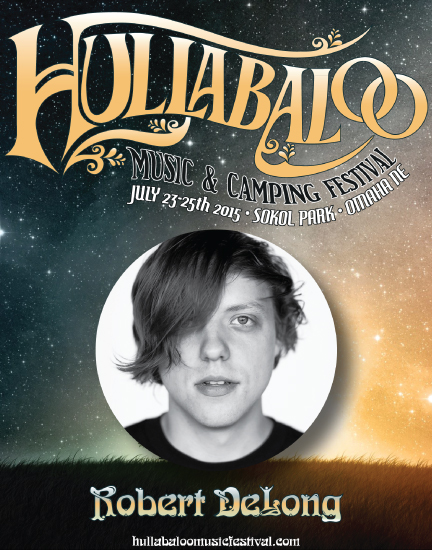 HULLABALOO
MUSIC & CAMPING FESTIVAL
JULY 23-25th 2015 • SOKOL PARK • OMAHA NE
Robert DeLong
hullabaloomusicfestival.com